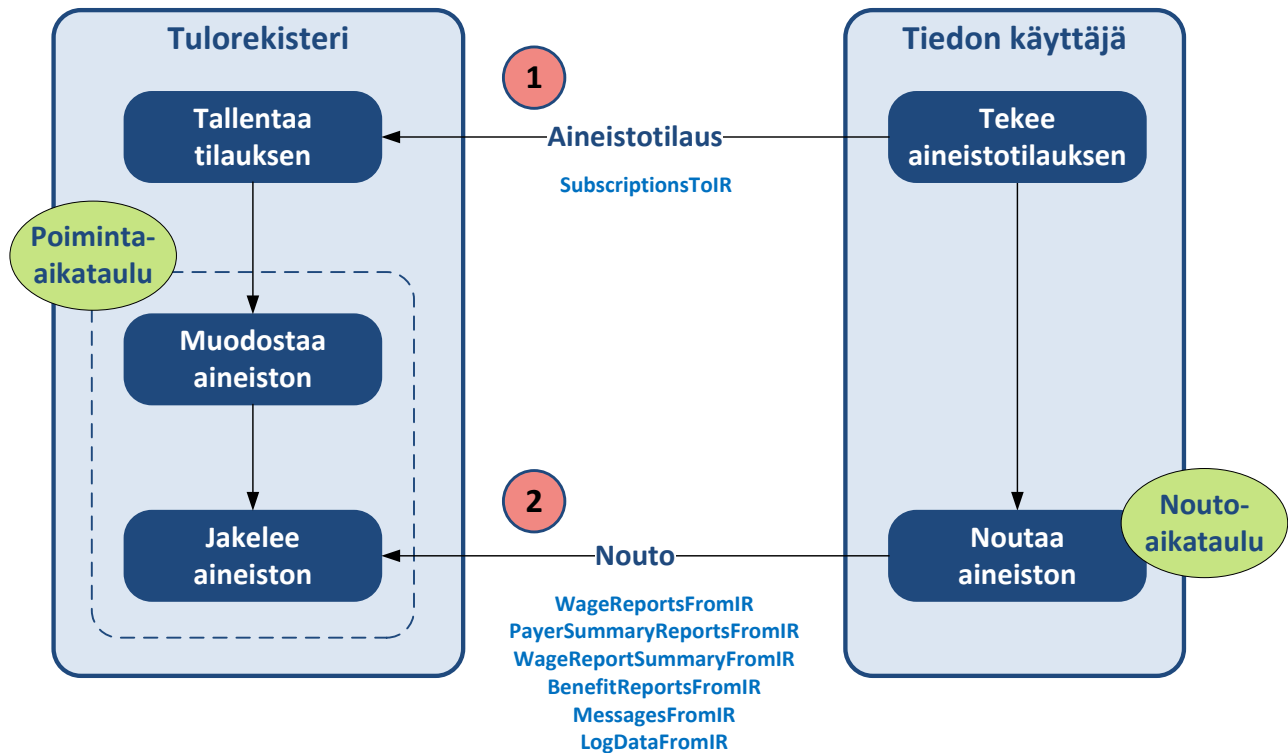 Tulorekisteri
Tiedon käyttäjä
1
Tallentaa
tilauksen
Aineistotilaus
Tekee
aineistotilauksen
SubscriptionsToIR
Poiminta-
aikataulu
Muodostaa
aineiston
2
Jakelee
aineiston
Nouto
Noutaa
aineiston
Nouto-
aikataulu
WageReportsFromIR
PayerSummaryReportsFromIR
WageReportSummaryFromIR
BenefitReportsFromIR
MessagesFromIR
LogDataFromIR